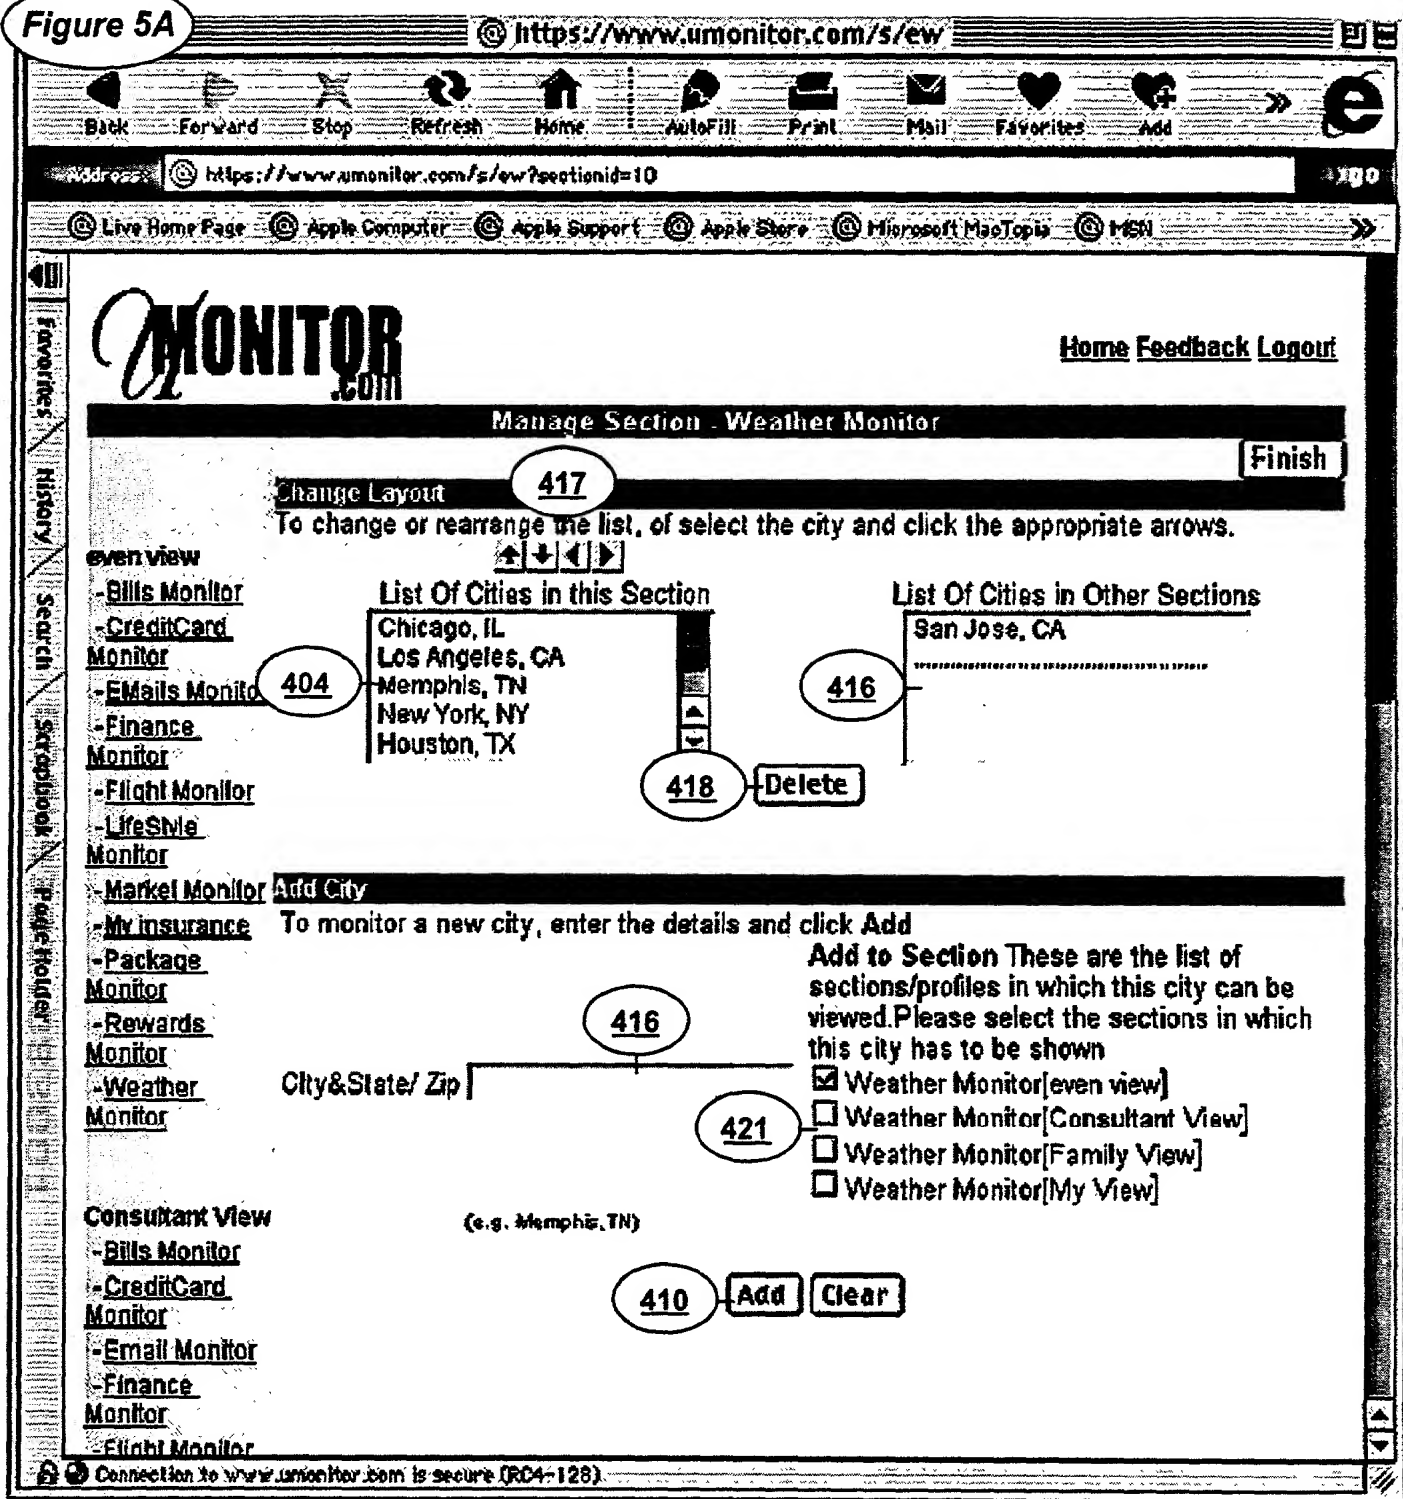 Figure 5A
https://www.umonitor.com/s/ew
Back Forward Stop Refresh Home AutoFill Print Mail Favorites Add
Address: https://www.umonitor.com/s/ew?sectionid=10 go
Live Home Page Apple Computer Apple Support Apple Store Microsoft MacTopia MSN
Favorites
History
Search
Scrapbook
Page Holder
UMONITOR
.com
Home Feedback Logout
Manage Section - Weather Monitor
Finish
417
Change Layout
To change or rearrange the list, of select the city and click the appropriate arrows.
List Of Cities in this Section
Chicago, IL
Los Angeles, CA
Memphis, TN
New York, NY
Houston, TX
404
List Of Cities in Other Sections
San Jose, CA
416
418
Delete
Add City
To monitor a new city, enter the details and click Add
Add to Section These are the list of
sections/profiles in which this city can be
viewed.Please select the sections in which
this city has to be shown
416
City&State/ Zip
Weather Monitor[even view]
Weather Monitor[Consultant View]
Weather Monitor[Family View]
Weather Monitor[My View]
421
(e.g. Memphis,TN)
410
Add Clear
even view
-Bills Monitor
-CreditCard
Monitor
-EMails Monito
-Finance
Monitor
-Flight Monitor
-LifeStyle
Monitor
-Market Monitor
-My insurance
-Package
Monitor
-Rewards
Monitor
-Weather
Monitor
Consultant View
-Bills Monitor
-CreditCard
Monitor
-Email Monitor
-Finance
Monitor
-Flight Monitor
Connection to www.umonitor.com is secure (RC4-128)